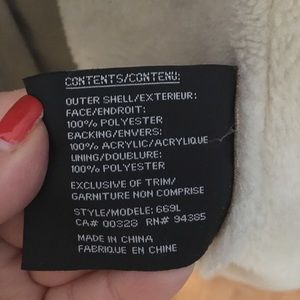 CONTENTS/CONTENU:
OUTER SHELL/EXTERIEUR:
FACE/ENDROIT:
100% POLYESTER
BACKING/ENVERS:
100% ACRYLIC/ACRYLIQUE
LINING/DOUBLURE:
100% POLYESTER
EXCLUSIVE OF TRIM/
GARNITURE NON COMPRISE
STYLE/MODELE: 669L
CA# 00328 RN# 94385
MADE IN CHINA
FABRIQUE EN CHINE